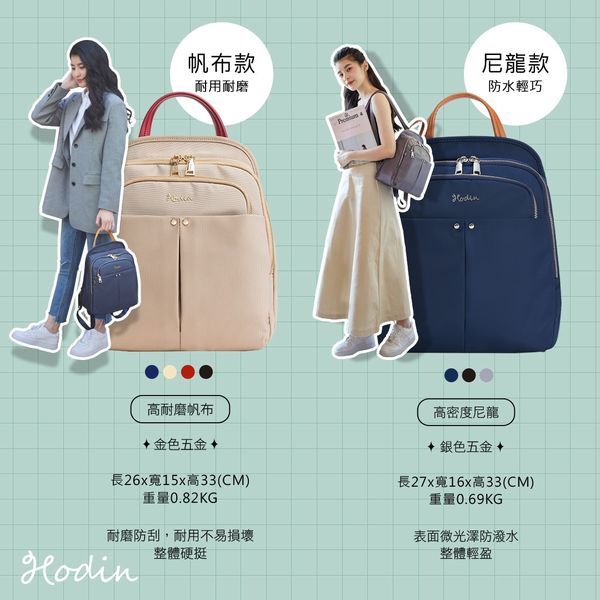 帆布款
耐用耐磨
尼龍款
防水輕巧
Premium 4
Hodin
Hodin
高耐磨帆布
金色五金
長26x寬15x高33(CM)
重量0.82KG
耐磨防刮，耐用不易損壞
整體硬挺
高密度尼龍
銀色五金
長27x寬16x高33(CM)
重量0.69KG
表面微光澤防潑水
整體輕盈
Hodin